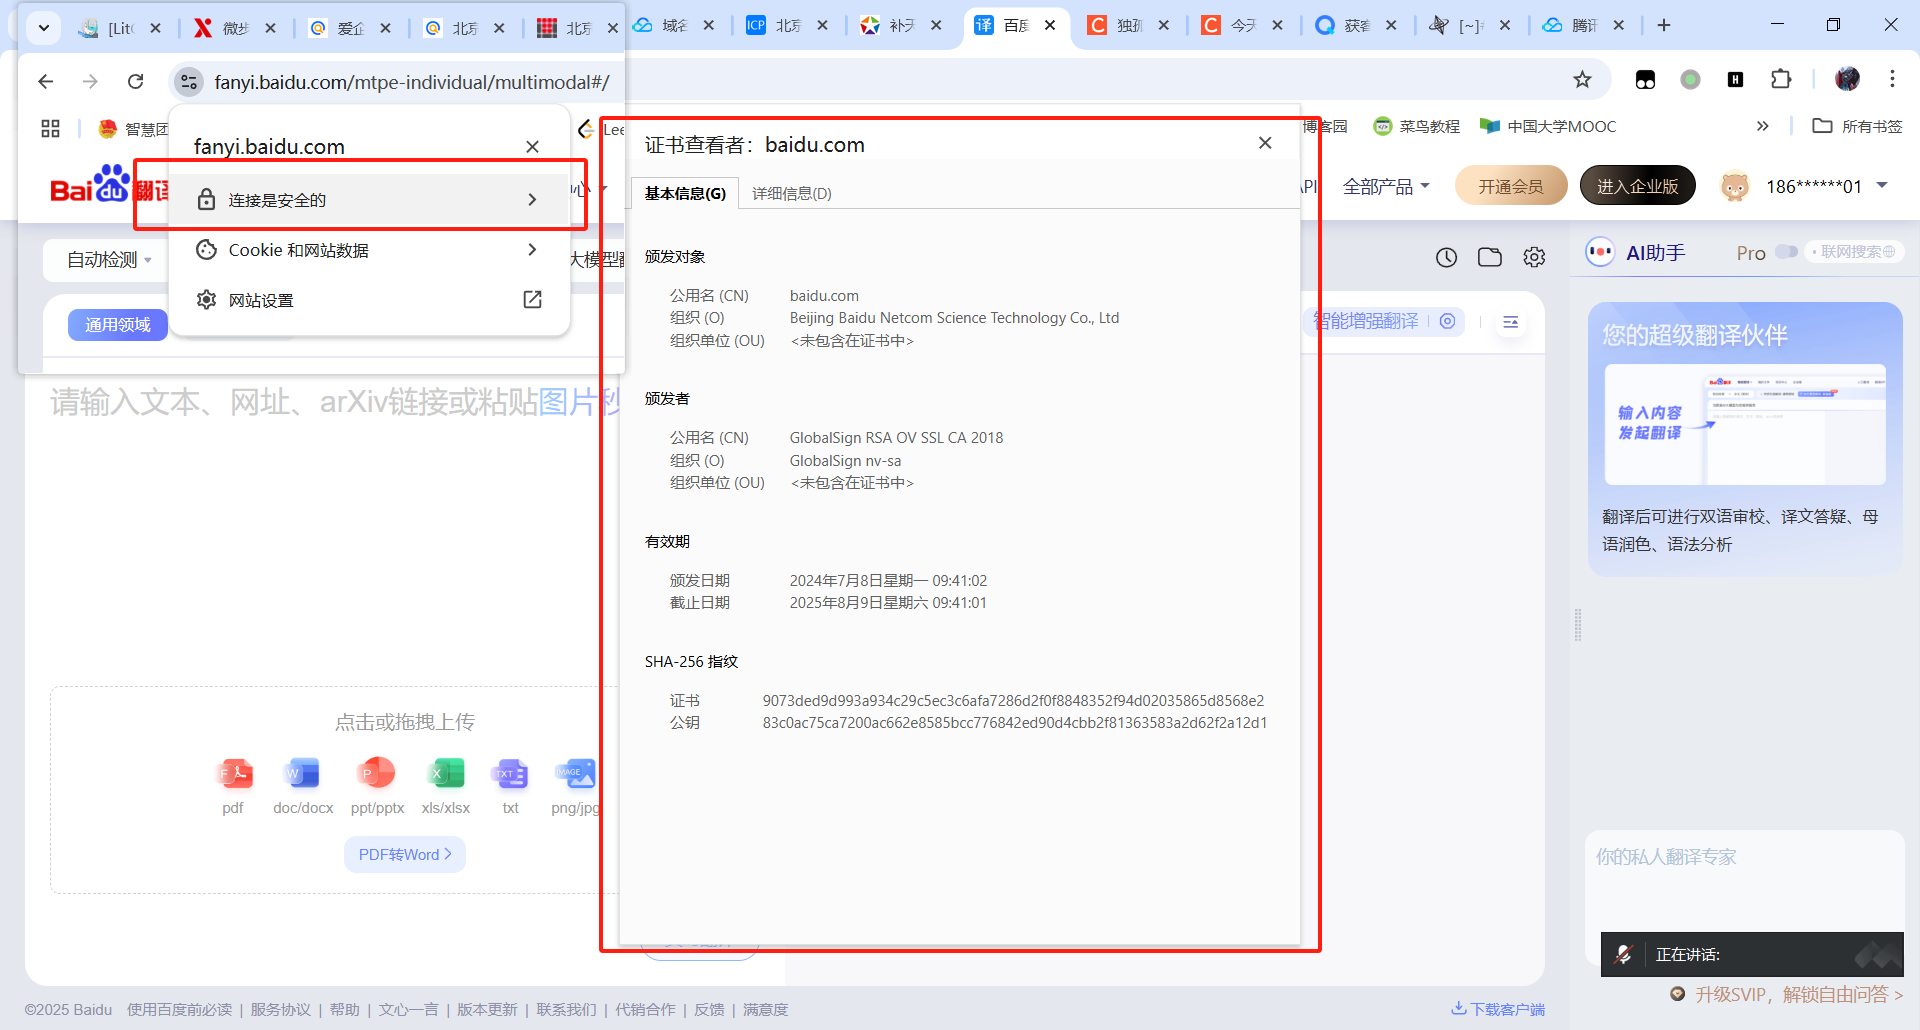 [Lit
微步
爱企
北京
北京
域名
ICP 北京
补天
译 百度
独孤
今天
获客
[~]
腾讯
fanyi.baidu.com/mtpe-individual/multimodal#/
智慧团
Lee
博客园
菜鸟教程
中国大学MOOC
所有书签
fanyi.baidu.com
连接是安全的
Cookie 和网站数据
网站设置
Baidu翻译
心
API
全部产品
开通会员
进入企业版
186******01
自动检测
大模型翻
通用领域
智能增强翻译
请输入文本、网址、arXiv链接或粘贴图片秒
证书查看者：baidu.com
基本信息(G)
详细信息(D)
颁发对象
公用名 (CN) baidu.com
组织 (O) Beijing Baidu Netcom Science Technology Co., Ltd
组织单位 (OU) <未包含在证书中>
颁发者
公用名 (CN) GlobalSign RSA OV SSL CA 2018
组织 (O) GlobalSign nv-sa
组织单位 (OU) <未包含在证书中>
有效期
颁发日期 2024年7月8日星期一 09:41:02
截止日期 2025年8月9日星期六 09:41:01
SHA-256 指纹
证书 9073ded9d993a934c29c5ec3c6afa7286d2f0f8848352f94d02035865d8568e2
公钥 83c0ac75ca7200ac662e8585bcc776842ed90d4cbb2f81363583a2d62f2a12d1
点击或拖拽上传
pdf
doc/docx
ppt/pptx
xls/xlsx
txt
png/jpg
PDF转Word >
AI助手
Pro
联网搜索
您的超级翻译伙伴
输入内容
发起翻译
翻译后可进行双语审校、译文答疑、母
语润色、语法分析
你的私人翻译专家
正在讲话:
升级SVIP，解锁自由问答 >
©2025 Baidu 使用百度前必读 | 服务协议 | 帮助 | 文心一言 | 版本更新 | 联系我们 | 代销合作 | 反馈 | 满意度
下载客户端